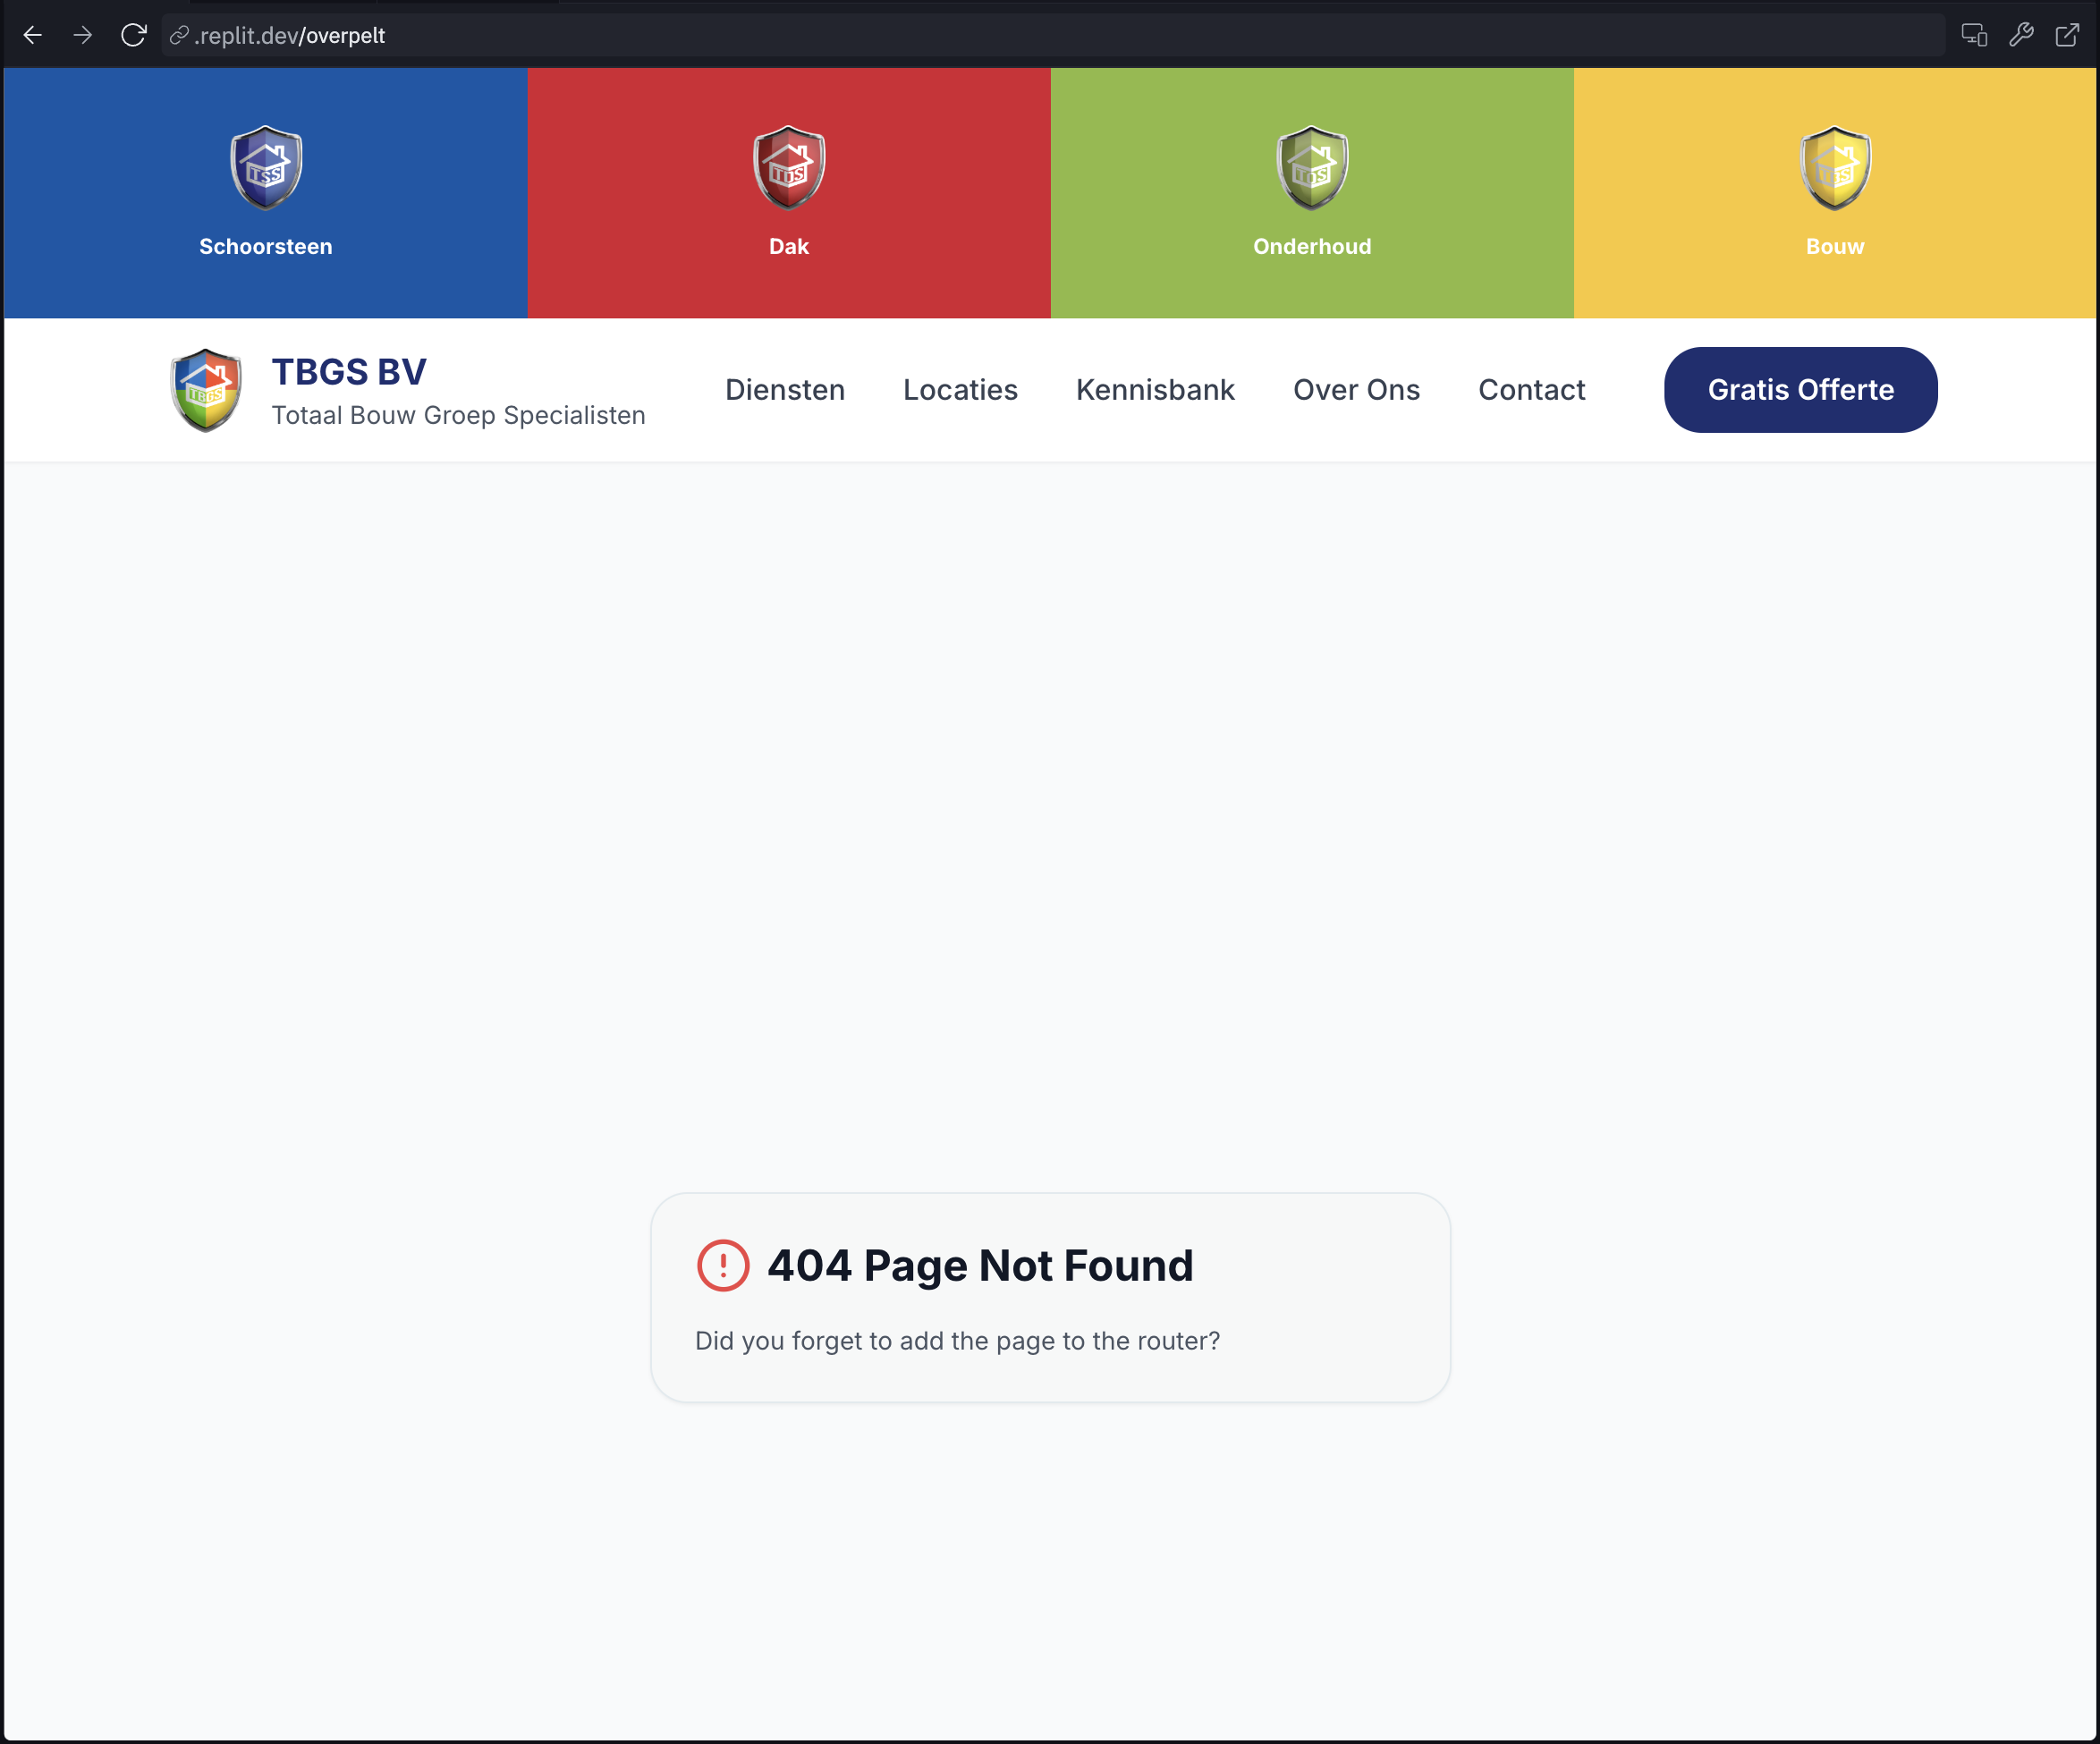 .replit.dev/overpelt
TSS
TDS
TOS
TBS
Schoorsteen
Dak
Onderhoud
Bouw
TBGS
TBGS BV
Totaal Bouw Groep Specialisten
Diensten
Locaties
Kennisbank
Over Ons
Contact
Gratis Offerte
404 Page Not Found
Did you forget to add the page to the router?